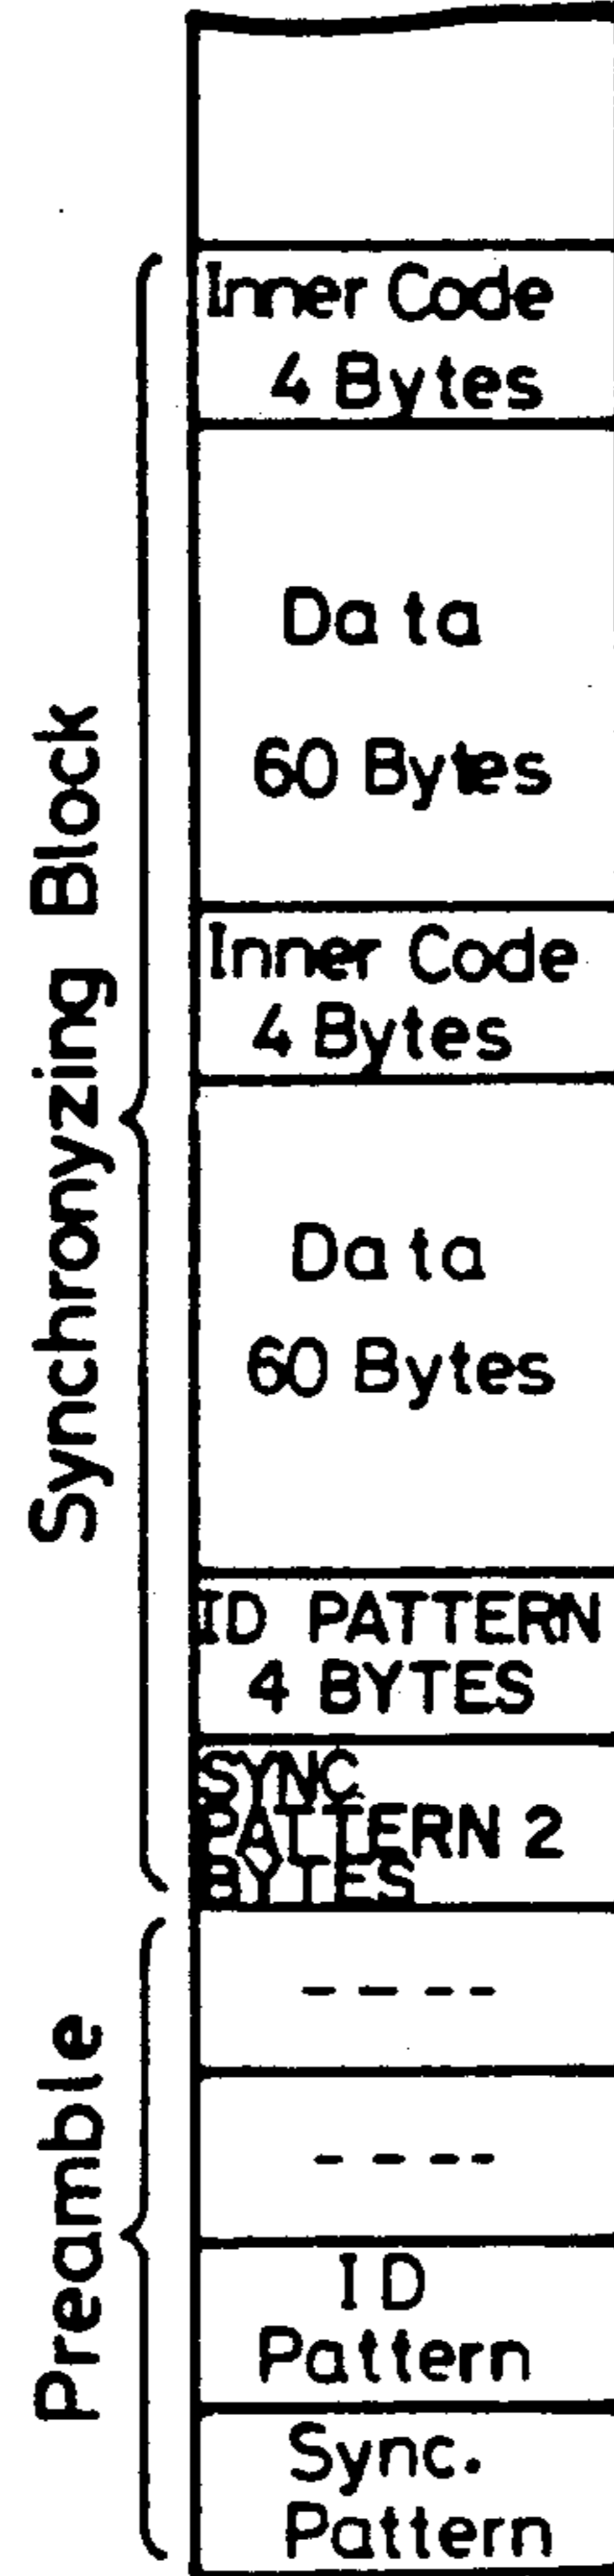 Inner Code
4 Bytes
Data
60 Bytes
Inner Code
4 Bytes
Data
60 Bytes
ID PATTERN
4 BYTES
SYNC
PATTERN 2
BYTES
- - - -
- - - -
ID
Pattern
Sync.
Pattern
Synchronyzing Block
Preamble